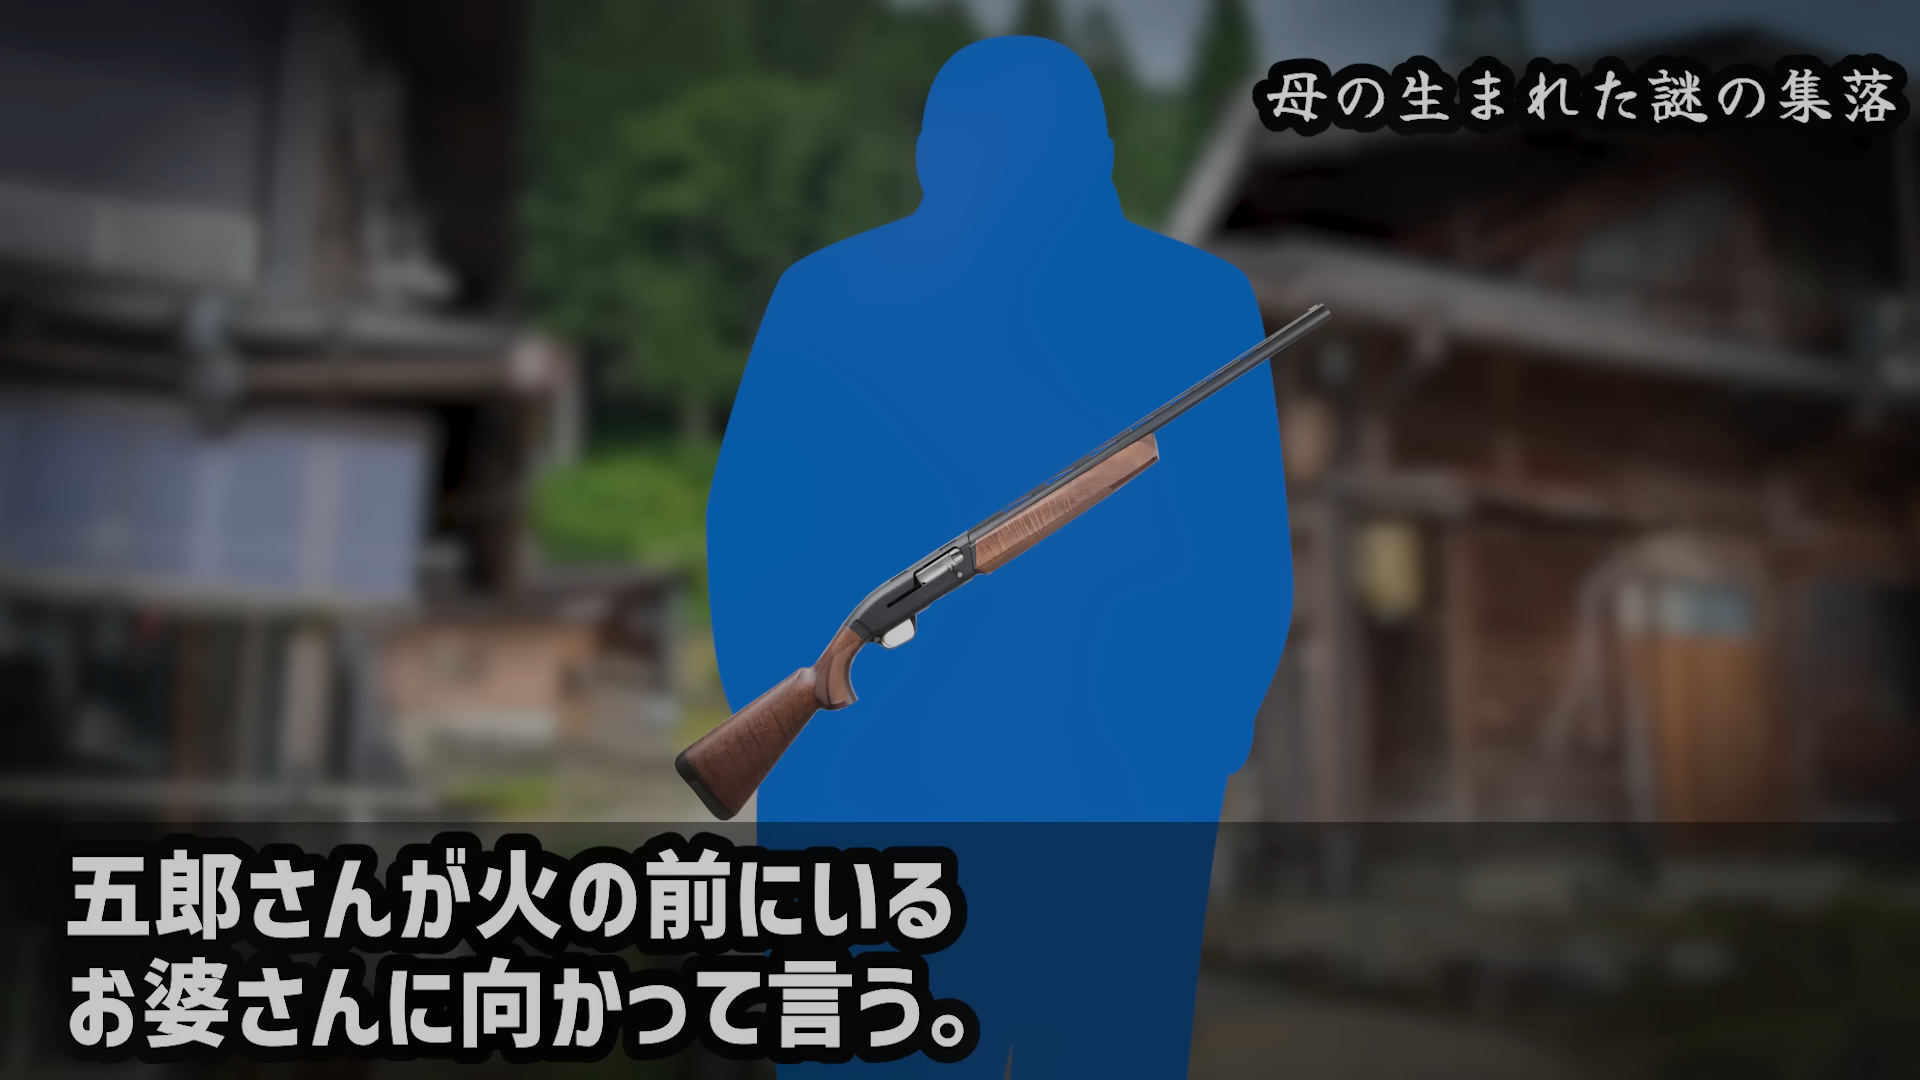 母の生まれた謎の集落
五郎さんが火の前にいる
お婆さんに向かって言う。